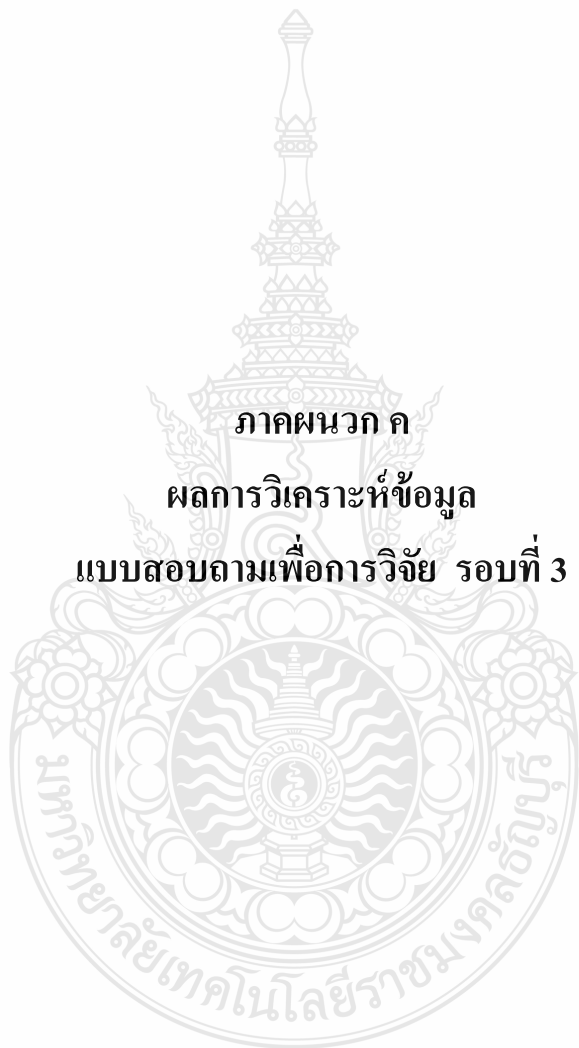 ภาคผนวก ค
ผลการวิเคราะห์ข้อมูล
แบบสอบถามเพื่อการวิจัย รอบที่ 3
มหาวิทยาลัยเทคโนโลยีราชมงคลธัญบุรี